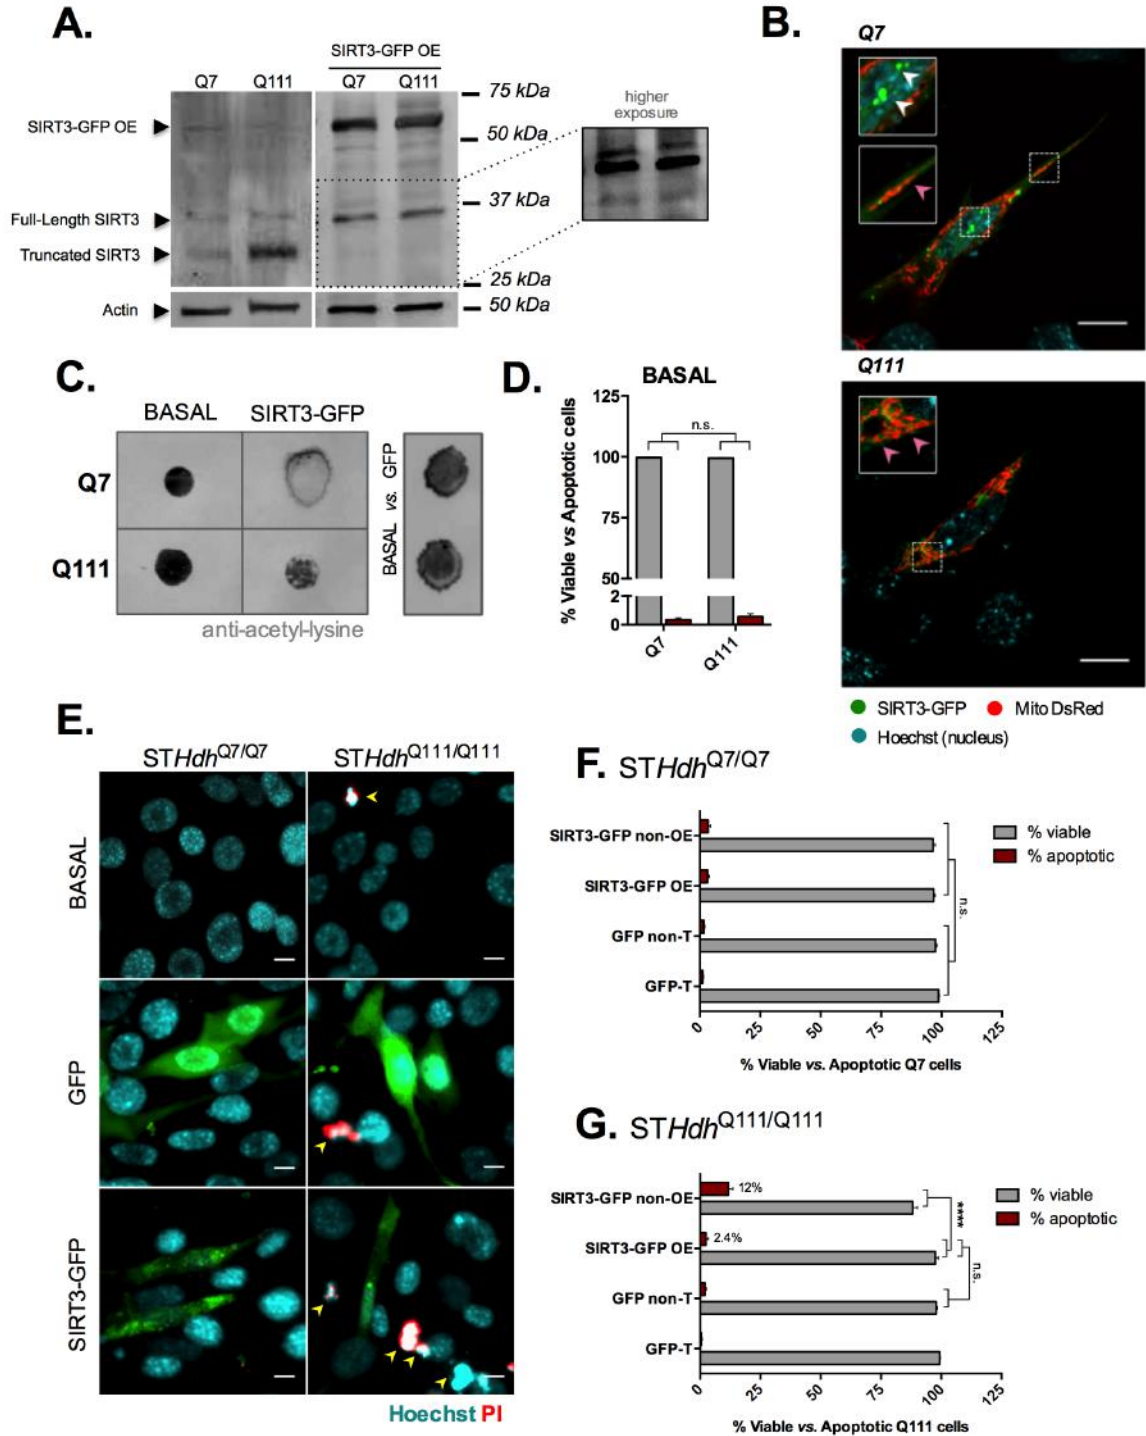 A.
SIRT3-GFP OE
Q7 Q111 Q7 Q111
75 kDa
SIRT3-GFP OE
50 kDa
higher
exposure
37 kDa
Full-Length SIRT3
Truncated SIRT3
25 kDa
Actin
50 kDa
B.
Q7
Q111
SIRT3-GFP Mito DsRed
Hoechst (nucleus)
C.
BASAL SIRT3-GFP
Q7
Q111
BASAL vs. GFP
anti-acetyl-lysine
D.
BASAL
% Viable vs Apoptotic cells
125
100
75
50
2
0
n.s.
Q7 Q111
E.
STHdhQ7/Q7 STHdhQ111/Q111
BASAL
GFP
SIRT3-GFP
Hoechst PI
F. STHdhQ7/Q7
SIRT3-GFP non-OE
SIRT3-GFP OE
GFP non-T
GFP-T
n.s.
% viable
% apoptotic
0 25 50 75 100 125
% Viable vs. Apoptotic Q7 cells
G. STHdhQ111/Q111
SIRT3-GFP non-OE 12%
SIRT3-GFP OE 2.4%
GFP non-T
GFP-T
****
n.s.
% viable
% apoptotic
0 25 50 75 100 125
% Viable vs. Apoptotic Q111 cells